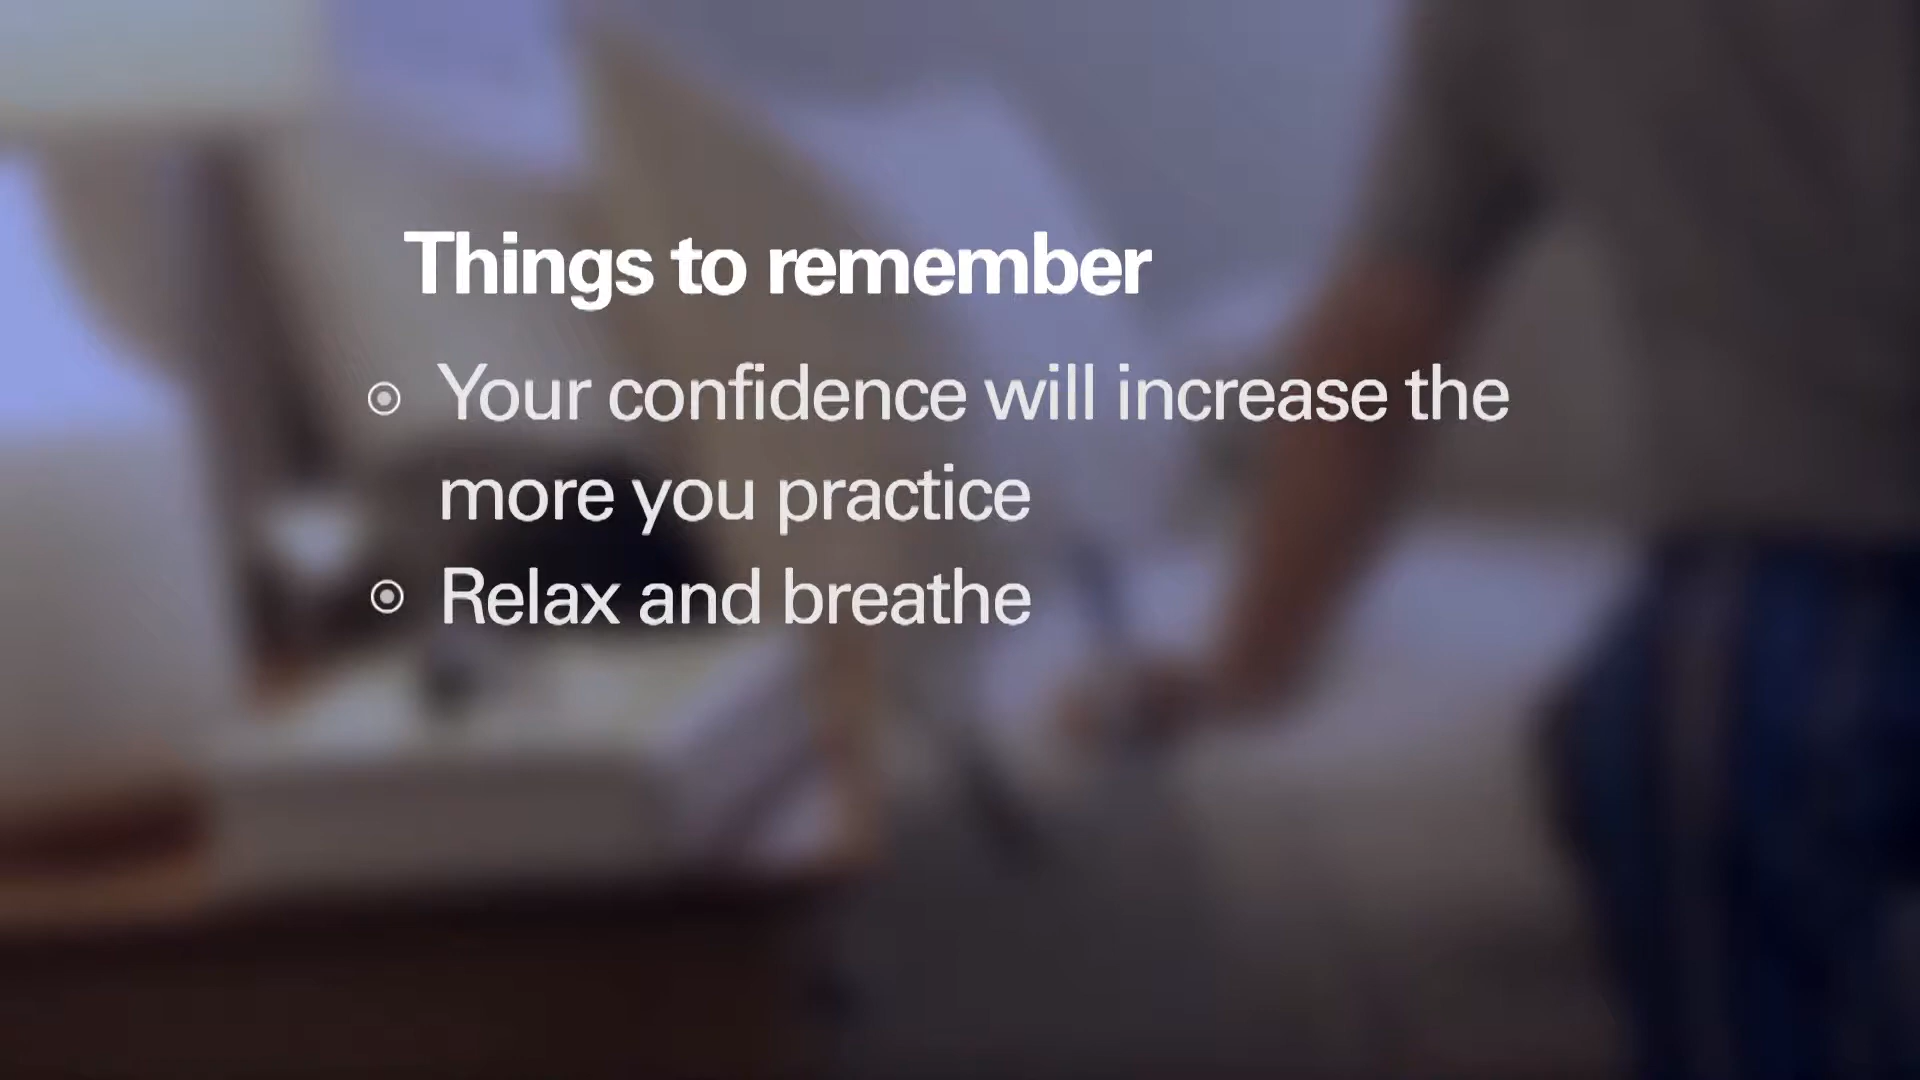 Things to remember
Your confidence will increase the
more you practice
Relax and breathe